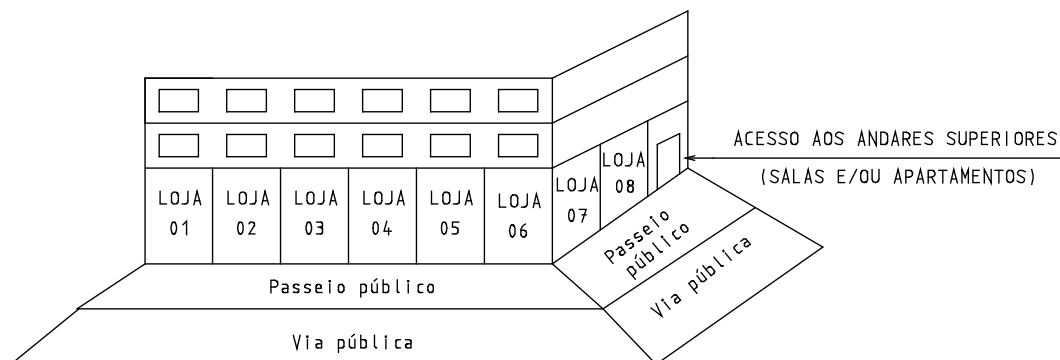 ACESSO AOS ANDARES SUPERIORES
(SALAS E/OU APARTAMENTOS)
LOJA
01
LOJA
02
LOJA
03
LOJA
04
LOJA
05
LOJA
06
LOJA
07
LOJA
08
Passeio público
Via pública
Passeio
público
Via pública